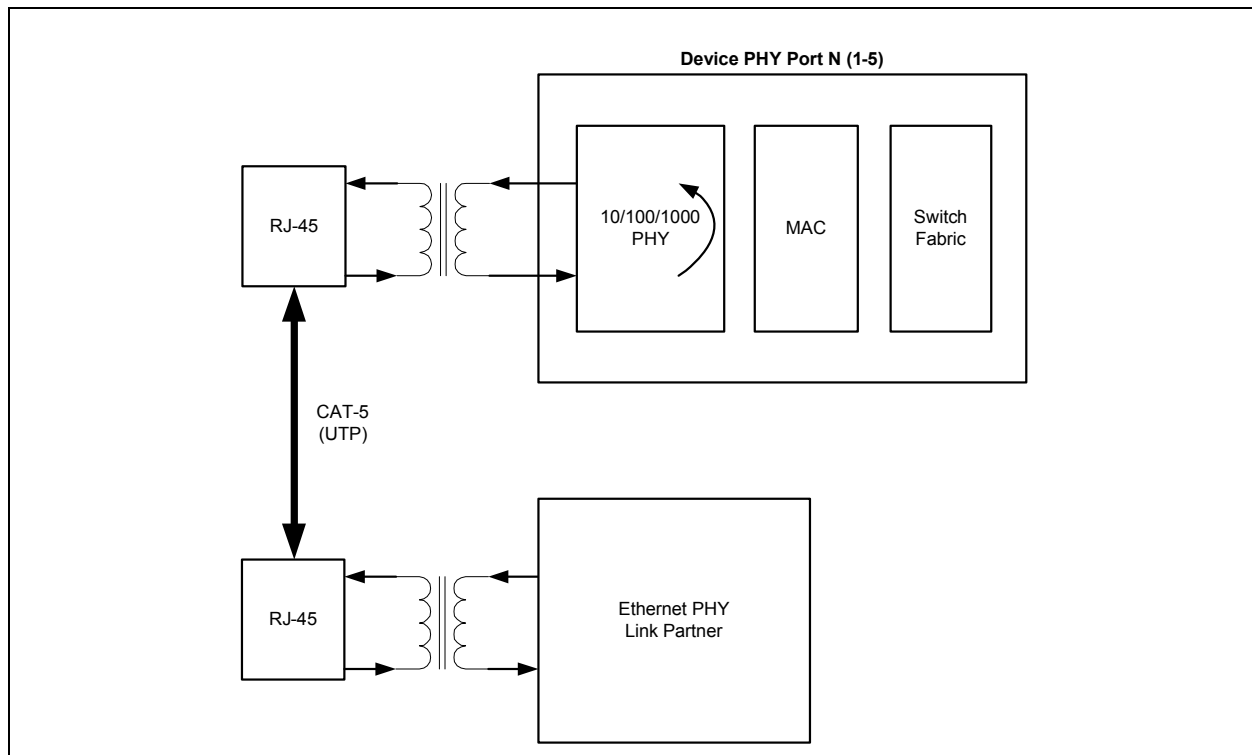 Device PHY Port N (1-5)
RJ-45
10/100/1000
PHY
MAC
Switch
Fabric
CAT-5
(UTP)
RJ-45
Ethernet PHY
Link Partner